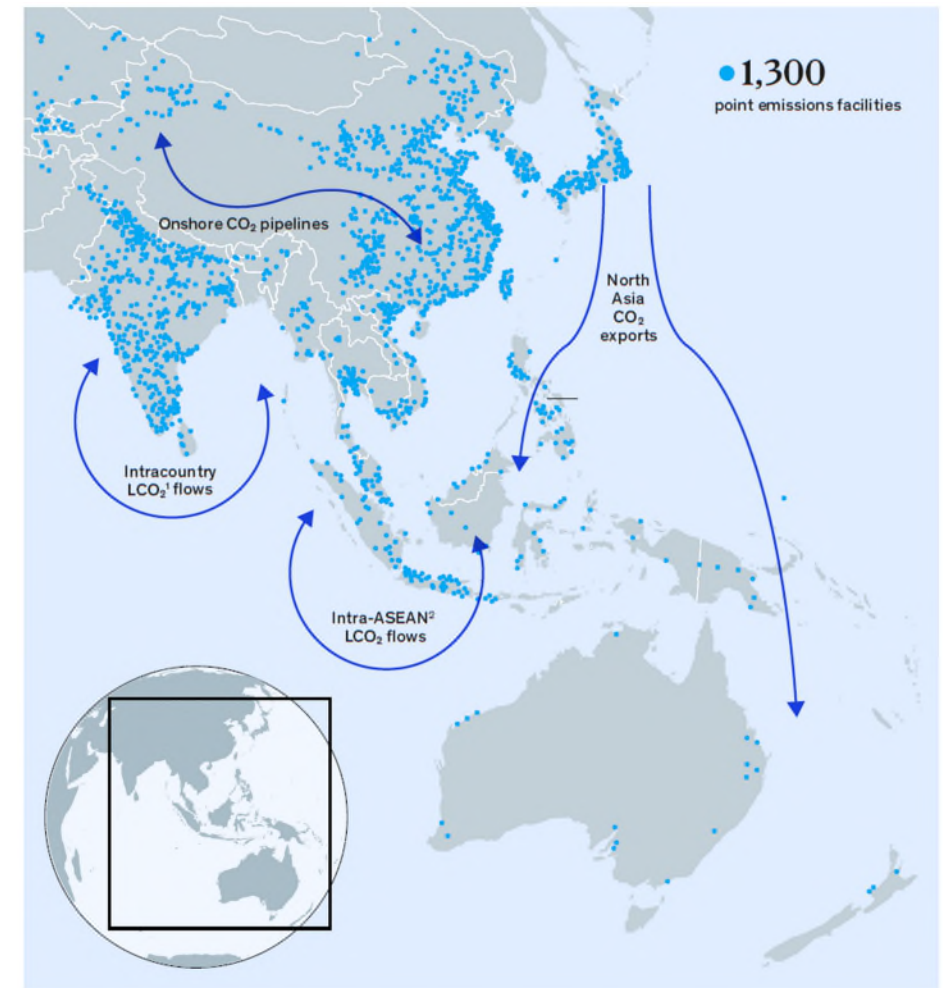 1,300
point emissions facilities
Onshore CO₂ pipelines
North
Asia
CO₂
exports
Intracountry
LCO₂¹ flows
Intra-ASEAN²
LCO₂ flows